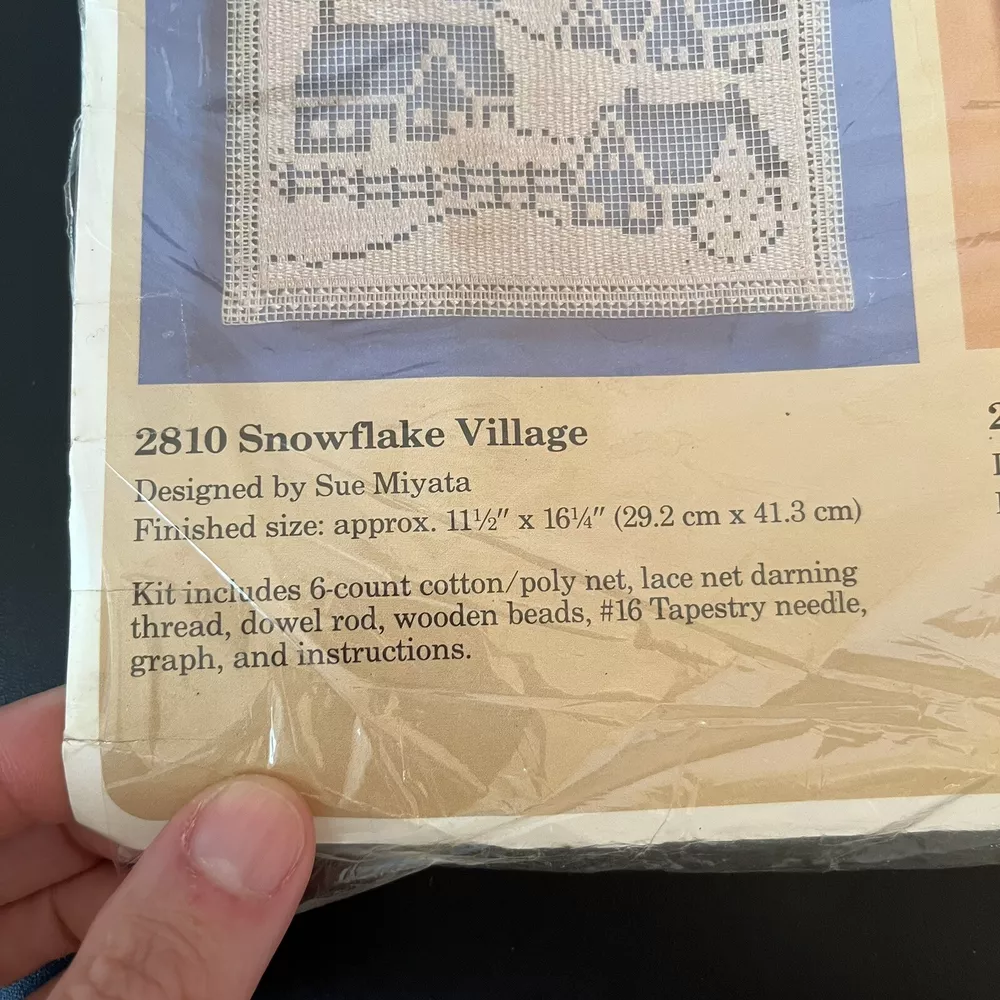 2810 Snowflake Village
Designed by Sue Miyata
Finished size: approx. 11½" x 16¼" (29.2 cm x 41.3 cm)
Kit includes 6-count cotton/poly net, lace net darning
thread, dowel rod, wooden beads, #16 Tapestry needle,
graph, and instructions.